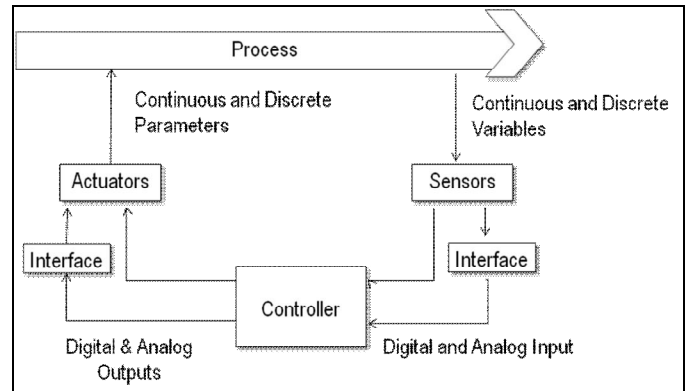 Process
Continuous and Discrete
Parameters
Continuous and Discrete
Variables
Actuators
Sensors
Interface
Interface
Controller
Digital & Analog
Outputs
Digital and Analog Input